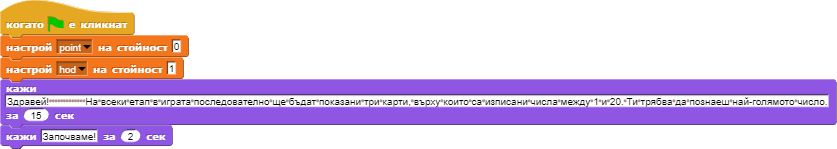 когато е кликнат
настрой point на стойност 0
настрой hod на стойност 1
кажи
Здравей! На всеки етап в играта последователно ще бъдат показани три карти, върху които са изписани числа между 1 и 20. Ти трябва да познаеш най-голямото число.
за 15 сек
кажи Започваме! за 2 сек